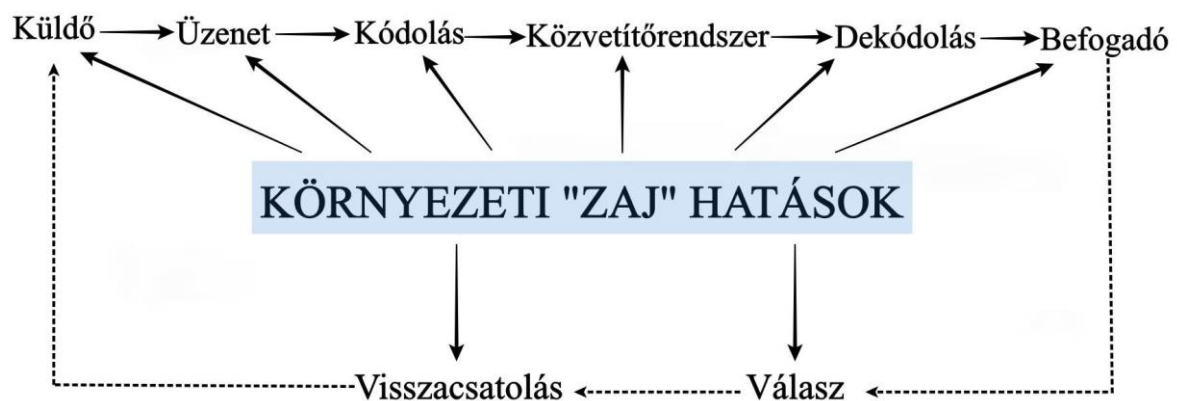 Küldő Üzenet Kódolás Közvetítőrendszer Dekódolás Befogadó
KÖRNYEZETI "ZAJ" HATÁSOK
Visszacsatolás Válasz